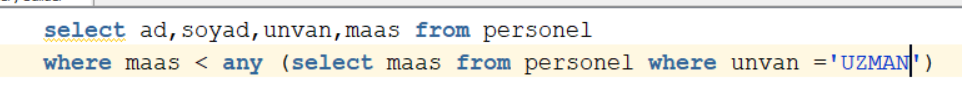 select ad,soyad,unvan,maas from personel
where maas < any (select maas from personel where unvan ='UZMAN')